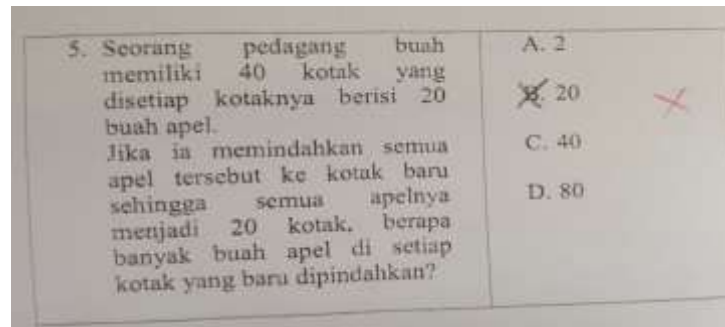 5. Seorang pedagang buah
memiliki 40 kotak yang
disetiap kotaknya berisi 20
buah apel.
Jika ia memindahkan semua
apel tersebut ke kotak baru
sehingga semua apelnya
menjadi 20 kotak, berapa
banyak buah apel di setiap
kotak yang baru dipindahkan?
A. 2
B. 20
C. 40
D. 80